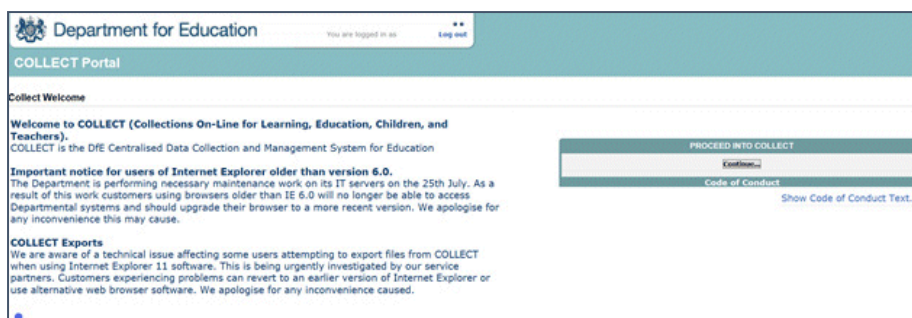 Department for Education
You are logged in as
Log out
COLLECT Portal
Collect Welcome
Welcome to COLLECT (Collections On-Line for Learning, Education, Children, and
Teachers).
COLLECT is the DfE Centralised Data Collection and Management System for Education
Important notice for users of Internet Explorer older than version 6.0.
The Department is performing necessary maintenance work on its IT servers on the 25th July. As a
result of this work customers using browsers older than IE 6.0 will no longer be able to access
Departmental systems and should upgrade their browser to a more recent version. We apologise for
any inconvenience this may cause.
COLLECT Exports
We are aware of a technical issue affecting some users attempting to export files from COLLECT
when using Internet Explorer 11 software. This is being urgently investigated by our service
partners. Customers experiencing problems can revert to an earlier version of Internet Explorer or
use alternative web browser software. We apologise for any inconvenience caused.
PROCEED INTO COLLECT
Continue...
Code of Conduct
Show Code of Conduct Text.